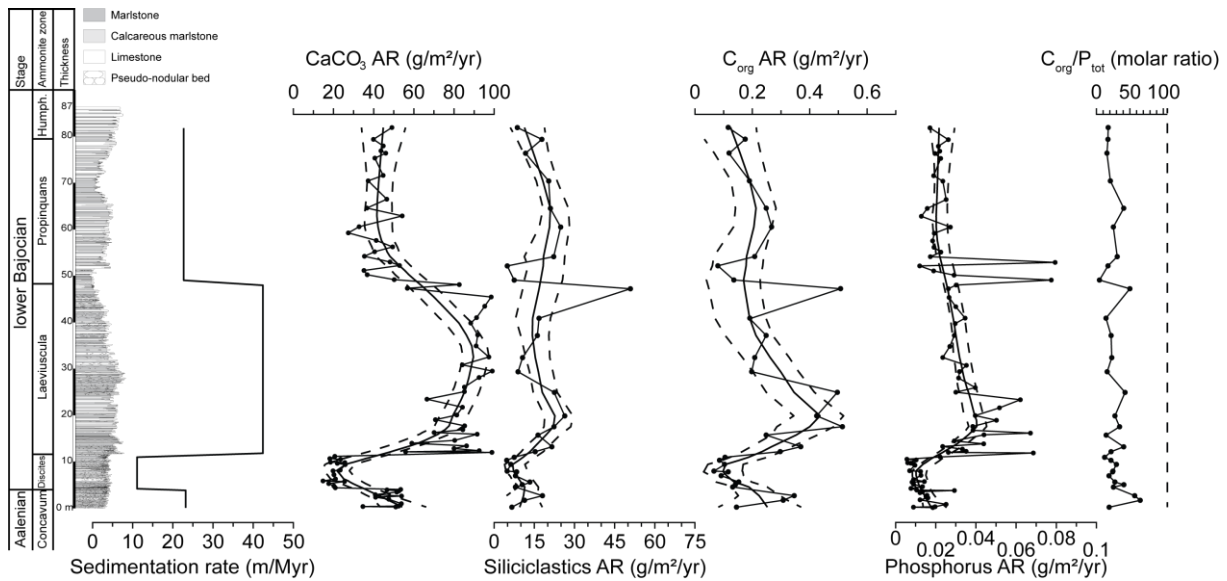 Stage
Ammonite zone
Thickness
Marlstone
Calcareous marlstone
Limestone
Pseudo-nodular bed
CaCO₃ AR (g/m²/yr)
0 20 40 60 80 100
C_org AR (g/m²/yr)
0 0.2 0.4 0.6
C_org/P_tot (molar ratio)
0 50 100
lower Bajocian
Aalenian
Humph.
Propinquans
Laeviuscula
Discites
Concavum
87
80
70
60
50
40
30
20
10
0 m
0 10 20 30 40 50
Sedimentation rate (m/Myr)
0 15 30 45 60 75
Siliciclastics AR (g/m²/yr)
0 0.02 0.04 0.06 0.08 0.1
Phosphorus AR (g/m²/yr)